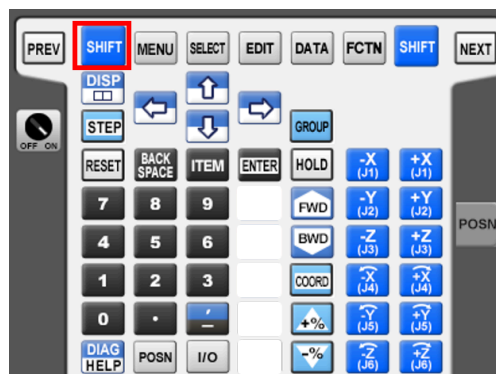 PREV SHIFT MENU SELECT EDIT DATA FCTN SHIFT NEXT
DISP
STEP GROUP
OFF ON
RESET BACK SPACE ITEM ENTER HOLD -X (J1) +X (J1)
7 8 9 FWD -Y (J2) +Y (J2)
POSN
4 5 6 BWD -Z (J3) +Z (J3)
1 2 3 COORD -X (J4) +X (J4)
0 . , — +% -Y (J5) +Y (J5)
DIAG HELP POSN I/O -% -Z (J6) +Z (J6)